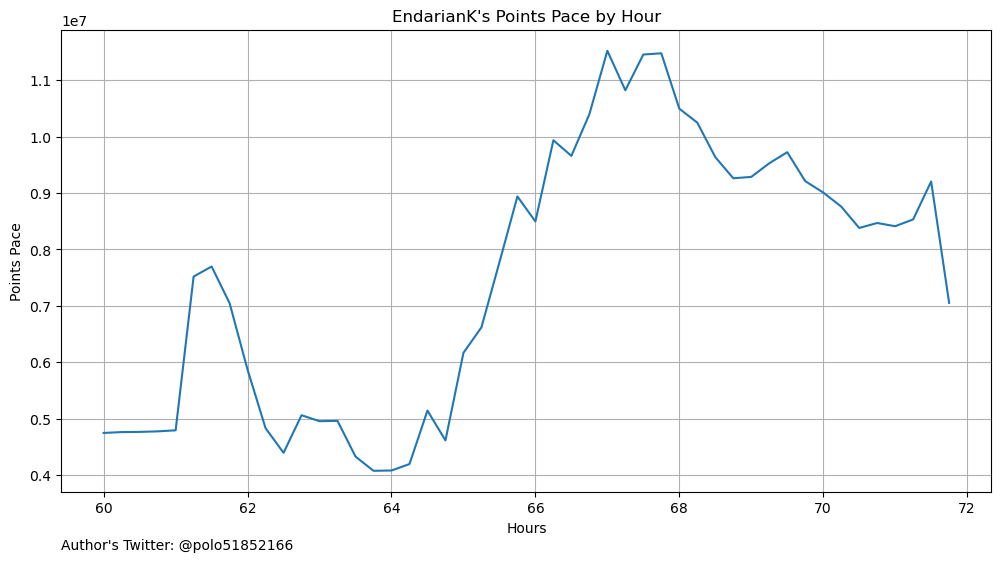 EndarianK's Points Pace by Hour
1e7
1.1
1.0
0.9
0.8
0.7
0.6
0.5
0.4
Points Pace
60 62 64 66 68 70 72
Hours
Author's Twitter: @polo51852166